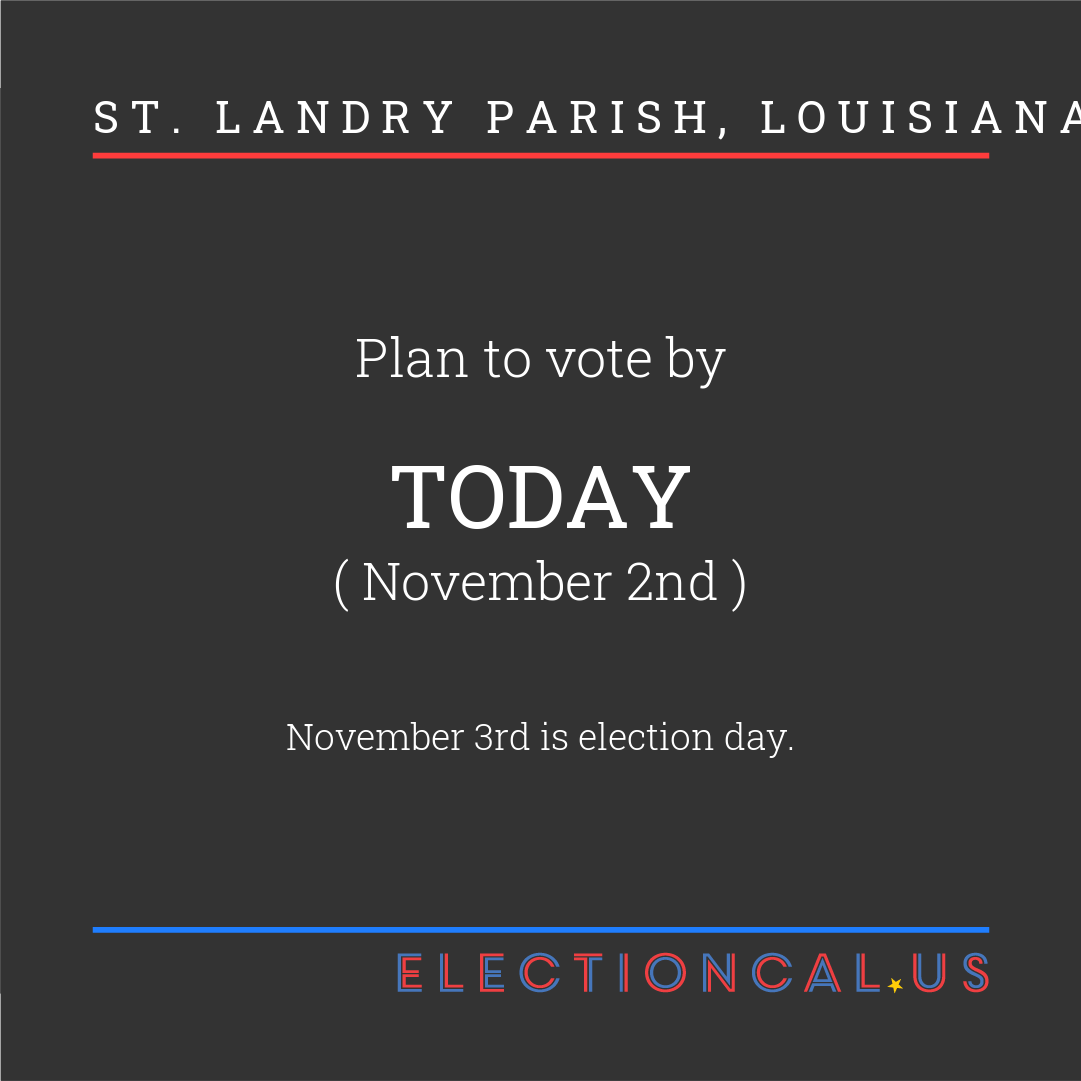 ST. LANDRY PARISH, LOUISIANA
Plan to vote by
TODAY
( November 2nd )
November 3rd is election day.
ELECTIONCAL.US